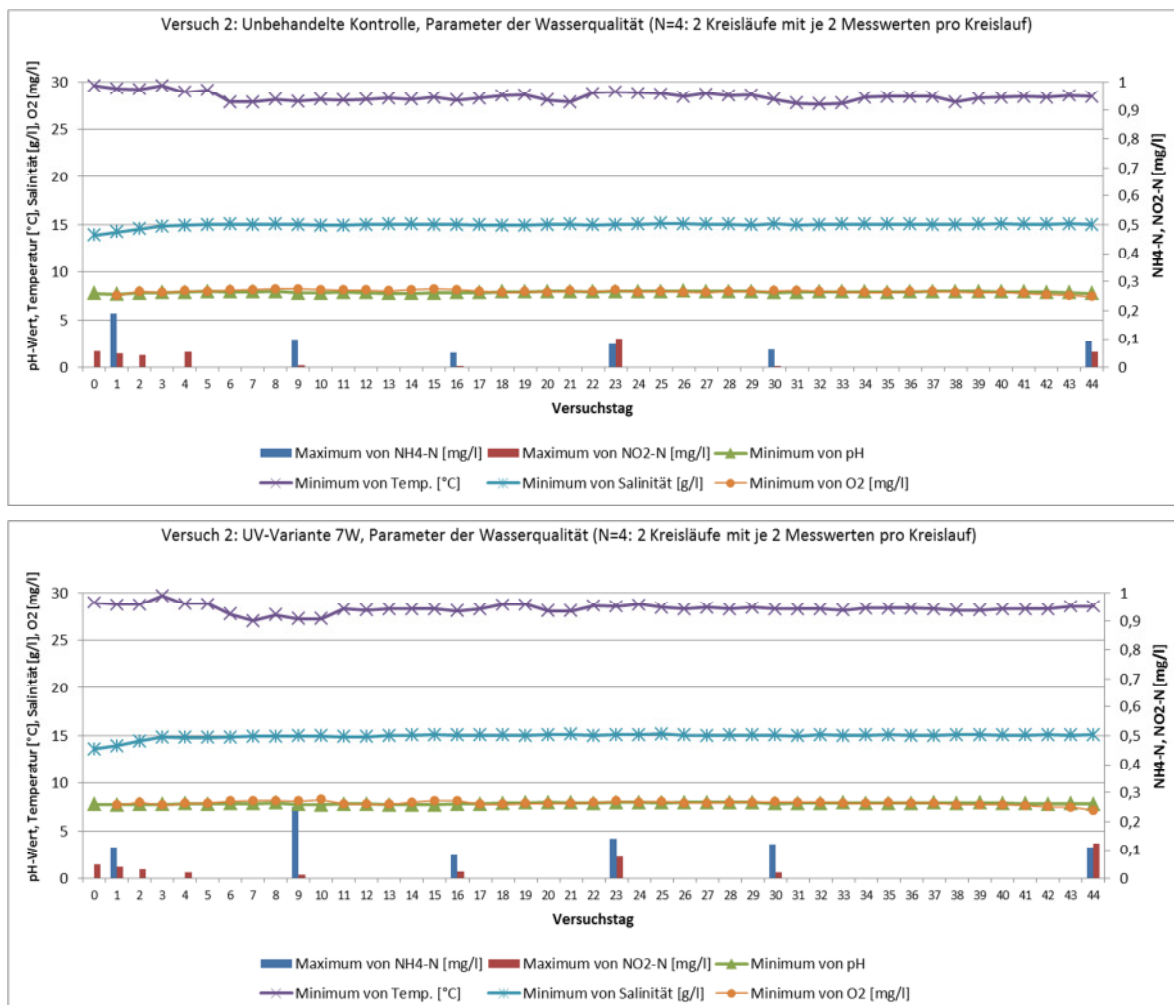 Versuch 2: Unbehandelte Kontrolle, Parameter der Wasserqualität (N=4: 2 Kreisläufe mit je 2 Messwerten pro Kreislauf)
pH-Wert, Temperatur [°C], Salinität [g/l], O2 [mg/l]
30
25
20
15
10
5
0
1
0,9
0,8
0,7
0,6
0,5
0,4
0,3
0,2
0,1
0
NH4-N, NO2-N [mg/l]
0 1 2 3 4 5 6 7 8 9 10 11 12 13 14 15 16 17 18 19 20 21 22 23 24 25 26 27 28 29 30 31 32 33 34 35 36 37 38 39 40 41 42 43 44
Versuchstag
Maximum von NH4-N [mg/l] Maximum von NO2-N [mg/l] Minimum von pH
Minimum von Temp. [°C] Minimum von Salinität [g/l] Minimum von O2 [mg/l]
Versuch 2: UV-Variante 7W, Parameter der Wasserqualität (N=4: 2 Kreisläufe mit je 2 Messwerten pro Kreislauf)
pH-Wert, Temperatur [°C], Salinität [g/l], O2 [mg/l]
30
25
20
15
10
5
0
1
0,9
0,8
0,7
0,6
0,5
0,4
0,3
0,2
0,1
0
NH4-N, NO2-N [mg/l]
0 1 2 3 4 5 6 7 8 9 10 11 12 13 14 15 16 17 18 19 20 21 22 23 24 25 26 27 28 29 30 31 32 33 34 35 36 37 38 39 40 41 42 43 44
Versuchstag
Maximum von NH4-N [mg/l] Maximum von NO2-N [mg/l] Minimum von pH
Minimum von Temp. [°C] Minimum von Salinität [g/l] Minimum von O2 [mg/l]